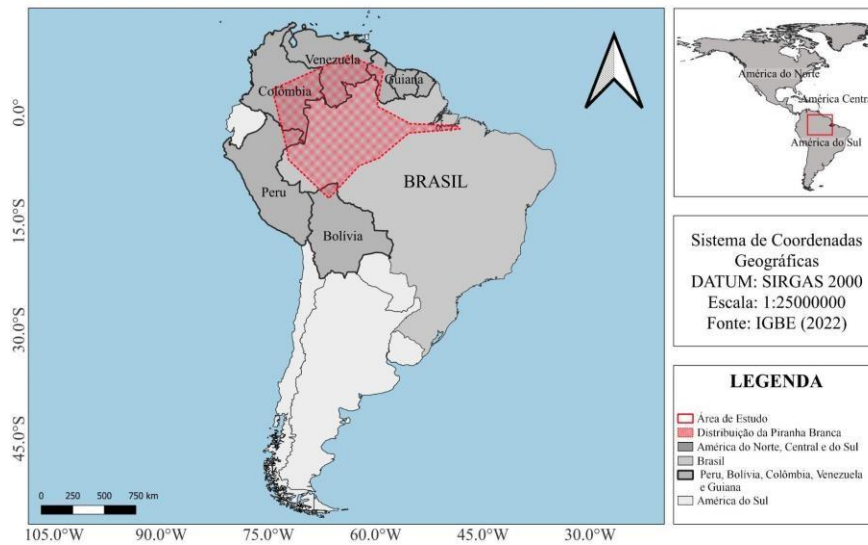 Venezuela
Guiana
Colômbia
BRASIL
Peru
Bolívia
0.0°
15.0°S
30.0°S
45.0°S
0 250 500 750 km
105.0°W 90.0°W 75.0°W 60.0°W 45.0°W 30.0°W
América do Norte
América Centra
América do Sul
Sistema de Coordenadas
Geográficas
DATUM: SIRGAS 2000
Escala: 1:25000000
Fonte: IGBE (2022)
LEGENDA
Área de Estudo
Distribuição da Piranha Branca
América do Norte, Central e do Sul
Brasil
Peru, Bolívia, Colômbia, Venezuela
e Guiana
América do Sul